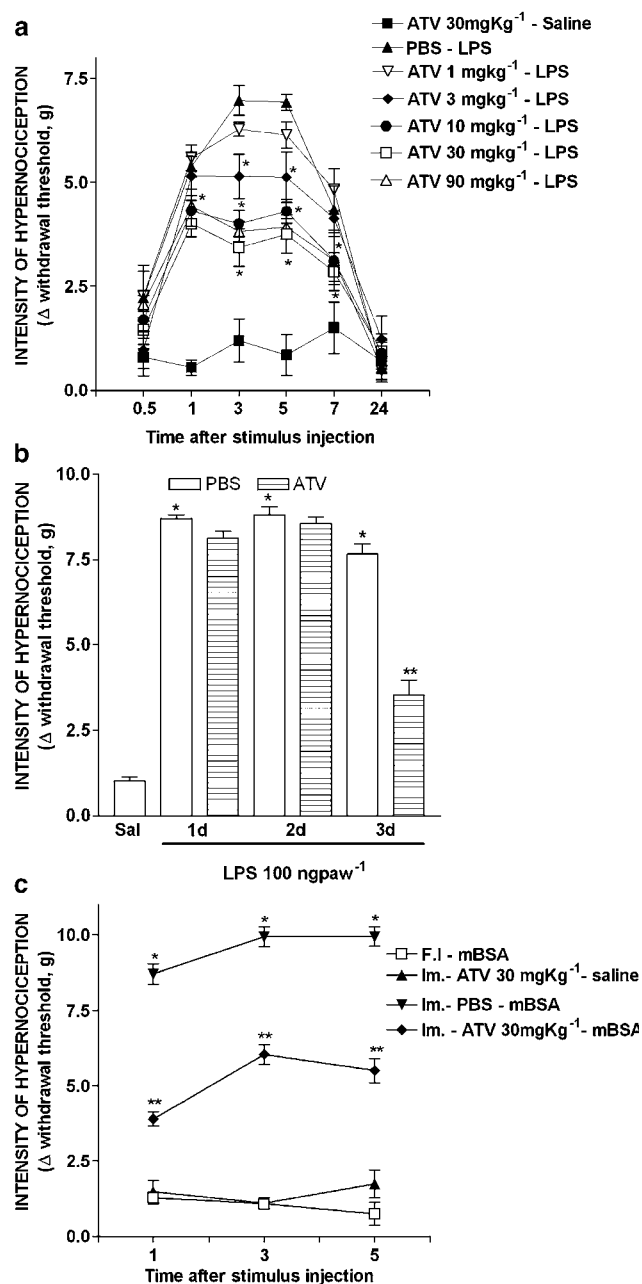 a
ATV 30mgKg⁻¹ - Saline
PBS - LPS
ATV 1 mgkg⁻¹ - LPS
ATV 3 mgkg⁻¹ - LPS
ATV 10 mgkg⁻¹ - LPS
ATV 30 mgkg⁻¹ - LPS
ATV 90 mgkg⁻¹ - LPS
INTENSITY OF HYPERNOCICEPTION
(Δ withdrawal threshold, g)
7.5
5.0
2.5
0.0
* * * * * * * * *
0.5 1 3 5 7 24
Time after stimulus injection
b
PBS ATV
INTENSITY OF HYPERNOCICEPTION
(Δ withdrawal threshold, g)
10.0
7.5
5.0
2.5
0.0
* * * **
Sal 1d 2d 3d
LPS 100 ngpaw⁻¹
c
F.I - mBSA
Im.- ATV 30 mgKg⁻¹- saline
Im.- PBS - mBSA
Im. - ATV 30mgKg⁻¹- mBSA
INTENSITY OF HYPERNOCICEPTION
(Δ withdrawal threshold, g)
10.0
7.5
5.0
2.5
0.0
* * *
** ** **
1 3 5
Time after stimulus injection